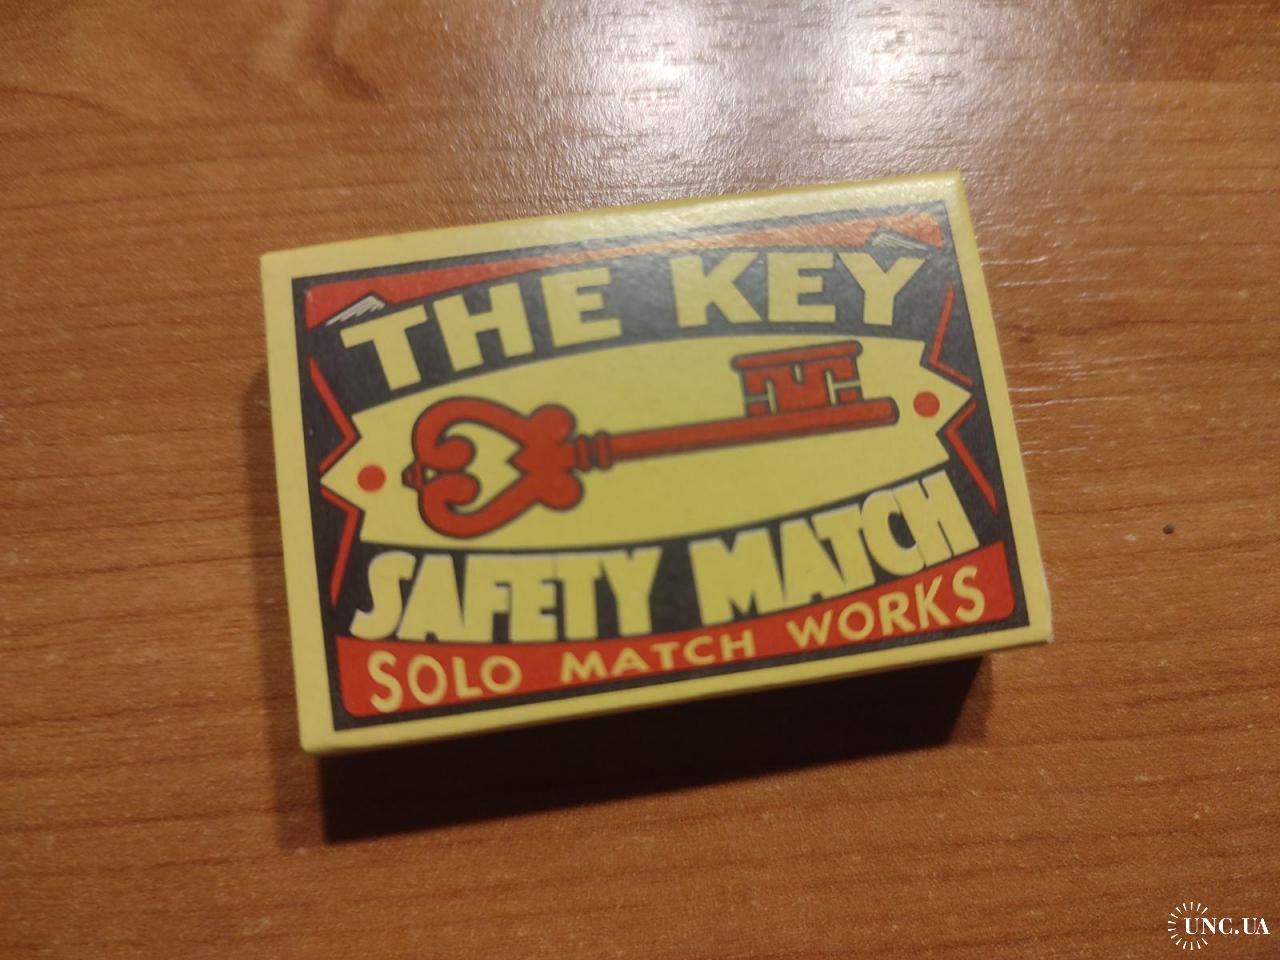 THE KEY
SAFETY MATCH
SOLO MATCH WORKS
UNC.UA